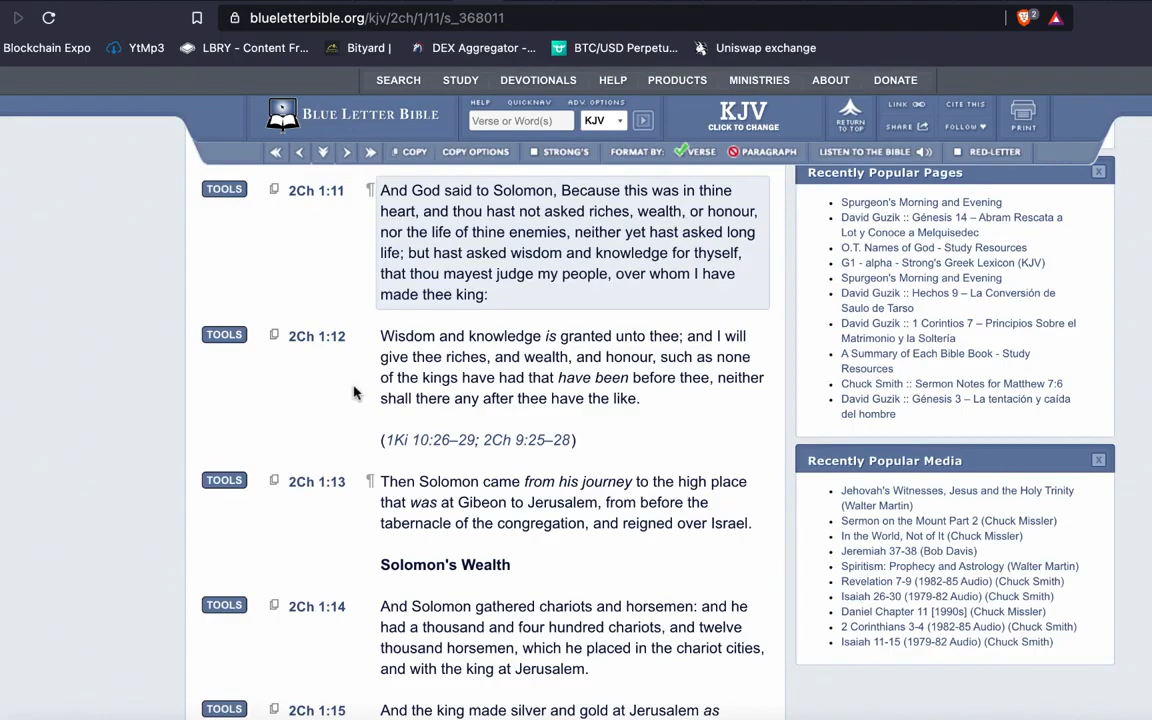 blueletterbible.org/kjv/2ch/1/11/s_368011
2
Blockchain Expo
YtMp3
LBRY - Content Fr...
Bityard |
DEX Aggregator -...
BTC/USD Perpetu...
Uniswap exchange
SEARCH
STUDY
DEVOTIONALS
HELP
PRODUCTS
MINISTRIES
ABOUT
DONATE
BLUE LETTER BIBLE
HELP
QUICKNAV
ADV. OPTIONS
Verse or Word(s)
KJV
KJV
CLICK TO CHANGE
RETURN
TO TOP
LINK
CITE THIS
SHARE
FOLLOW
PRINT
COPY
COPY OPTIONS
STRONG'S
FORMAT BY:
VERSE
PARAGRAPH
LISTEN TO THE BIBLE
RED-LETTER
TOOLS
2Ch 1:11
¶
And God said to Solomon, Because this was in thine
heart, and thou hast not asked riches, wealth, or honour,
nor the life of thine enemies, neither yet hast asked long
life; but hast asked wisdom and knowledge for thyself,
that thou mayest judge my people, over whom I have
made thee king:
TOOLS
2Ch 1:12
Wisdom and knowledge is granted unto thee; and I will
give thee riches, and wealth, and honour, such as none
of the kings have had that have been before thee, neither
shall there any after thee have the like.
(1Ki 10:26–29; 2Ch 9:25–28)
TOOLS
2Ch 1:13
¶
Then Solomon came from his journey to the high place
that was at Gibeon to Jerusalem, from before the
tabernacle of the congregation, and reigned over Israel.
Solomon's Wealth
TOOLS
2Ch 1:14
And Solomon gathered chariots and horsemen: and he
had a thousand and four hundred chariots, and twelve
thousand horsemen, which he placed in the chariot cities,
and with the king at Jerusalem.
TOOLS
2Ch 1:15
And the king made silver and gold at Jerusalem as
Recently Popular Pages
x
Spurgeon's Morning and Evening
David Guzik :: Génesis 14 – Abram Rescata a
Lot y Conoce a Melquisedec
O.T. Names of God - Study Resources
G1 - alpha - Strong's Greek Lexicon (KJV)
Spurgeon's Morning and Evening
David Guzik :: Hechos 9 – La Conversión de
Saulo de Tarso
David Guzik :: 1 Corintios 7 – Principios Sobre el
Matrimonio y la Soltería
A Summary of Each Bible Book - Study
Resources
Chuck Smith :: Sermon Notes for Matthew 7:6
David Guzik :: Génesis 3 – La tentación y caída
del hombre
Recently Popular Media
x
Jehovah's Witnesses, Jesus and the Holy Trinity
(Walter Martin)
Sermon on the Mount Part 2 (Chuck Missler)
In the World, Not of It (Chuck Missler)
Jeremiah 37-38 (Bob Davis)
Spiritism: Prophecy and Astrology (Walter Martin)
Revelation 7-9 (1982-85 Audio) (Chuck Smith)
Isaiah 26-30 (1979-82 Audio) (Chuck Smith)
Daniel Chapter 11 [1990s] (Chuck Missler)
2 Corinthians 3-4 (1982-85 Audio) (Chuck Smith)
Isaiah 11-15 (1979-82 Audio) (Chuck Smith)